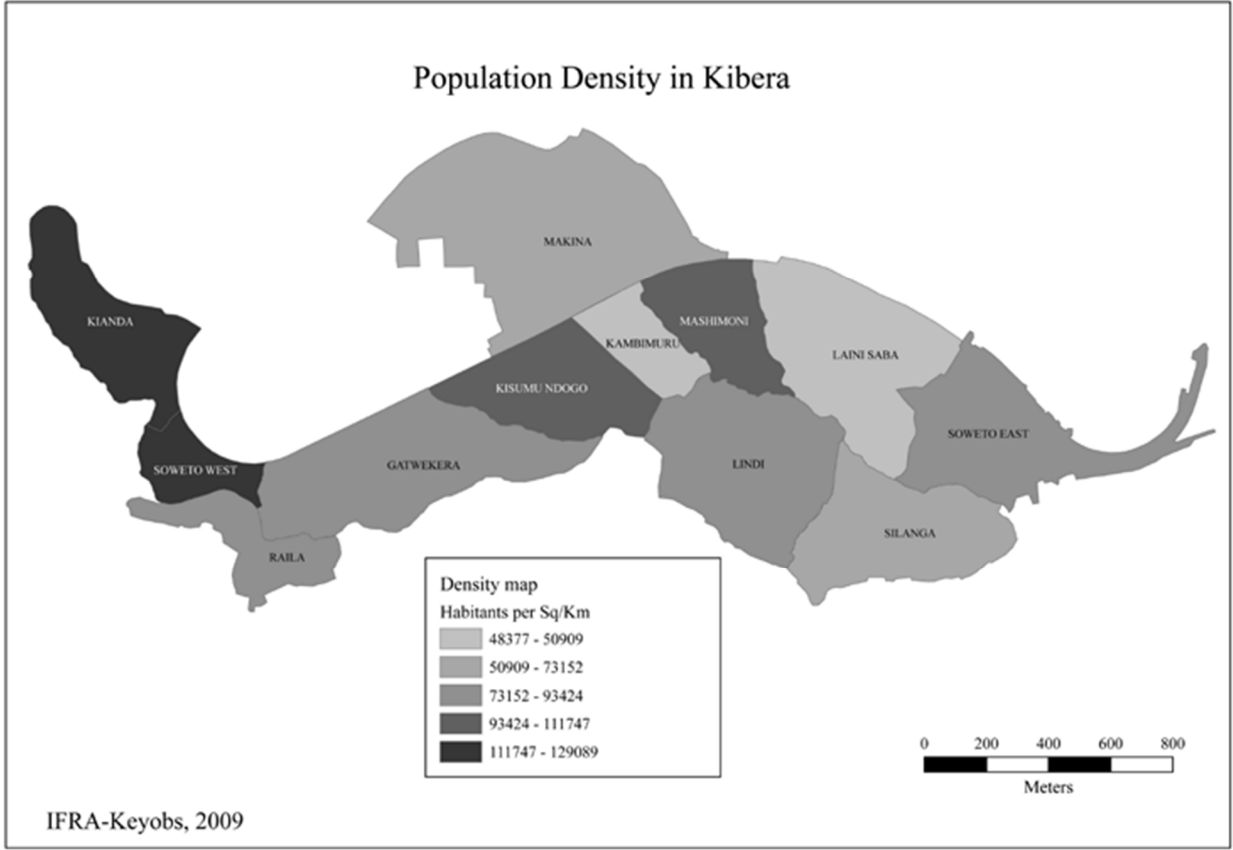 Population Density in Kibera
MAKINA
KIANDA
MASHIMONI
KAMBIMURU
LAINI SABA
KISUMU NDOGO
SOWETO EAST
SOWETO WEST
GATWEKERA
LINDI
SILANGA
RAILA
Density map
Habitants per Sq/Km
48377 - 50909
50909 - 73152
73152 - 93424
93424 - 111747
111747 - 129089
0 200 400 600 800
Meters
IFRA-Keyobs, 2009